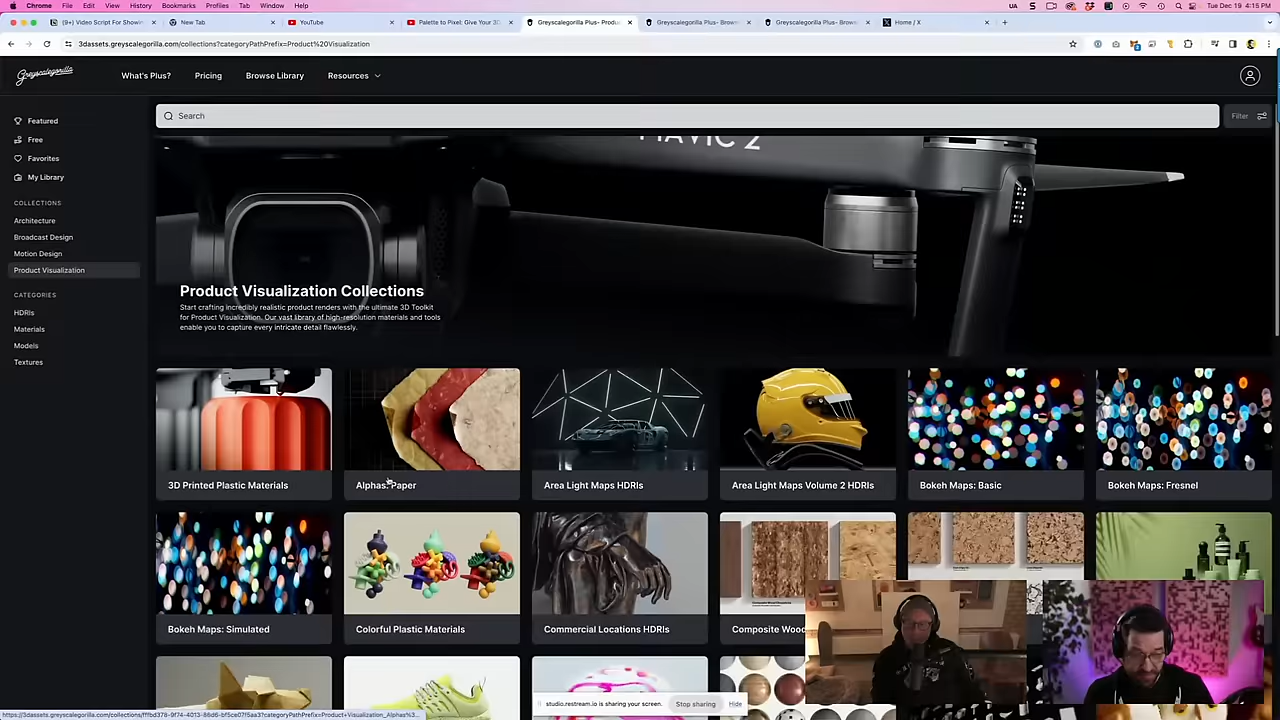 Chrome File Edit View History Bookmarks Profiles Tab Window Help
UA
Tue Dec 19 4:15 PM
(9+) Video Script For Showin
New Tab
YouTube
Palette to Pixel: Give Your 3D
Greyscalegorilla Plus- Produ
Greyscalegorilla Plus- Brows
Greyscalegorilla Plus- Brow
Home / X
3dassets.greyscalegorilla.com/collections?categoryPathPrefix=Product%20Visualization
Greyscalegorilla
What's Plus?
Pricing
Browse Library
Resources
Search
Filter
Featured
Free
Favorites
My Library
COLLECTIONS
Architecture
Broadcast Design
Motion Design
Product Visualization
CATEGORIES
HDRIs
Materials
Models
Textures
MAVIC 2
Product Visualization Collections
Start crafting incredibly realistic product renders with the ultimate 3D Toolkit
for Product Visualization. Our vast library of high-resolution materials and tools
enable you to capture every intricate detail flawlessly.
3D Printed Plastic Materials
Alphas: Paper
Area Light Maps HDRIs
Area Light Maps Volume 2 HDRIs
Bokeh Maps: Basic
Bokeh Maps: Fresnel
Bokeh Maps: Simulated
Colorful Plastic Materials
Commercial Locations HDRIs
Composite Wood
studio.restream.io is sharing your screen.
Stop sharing
Hide